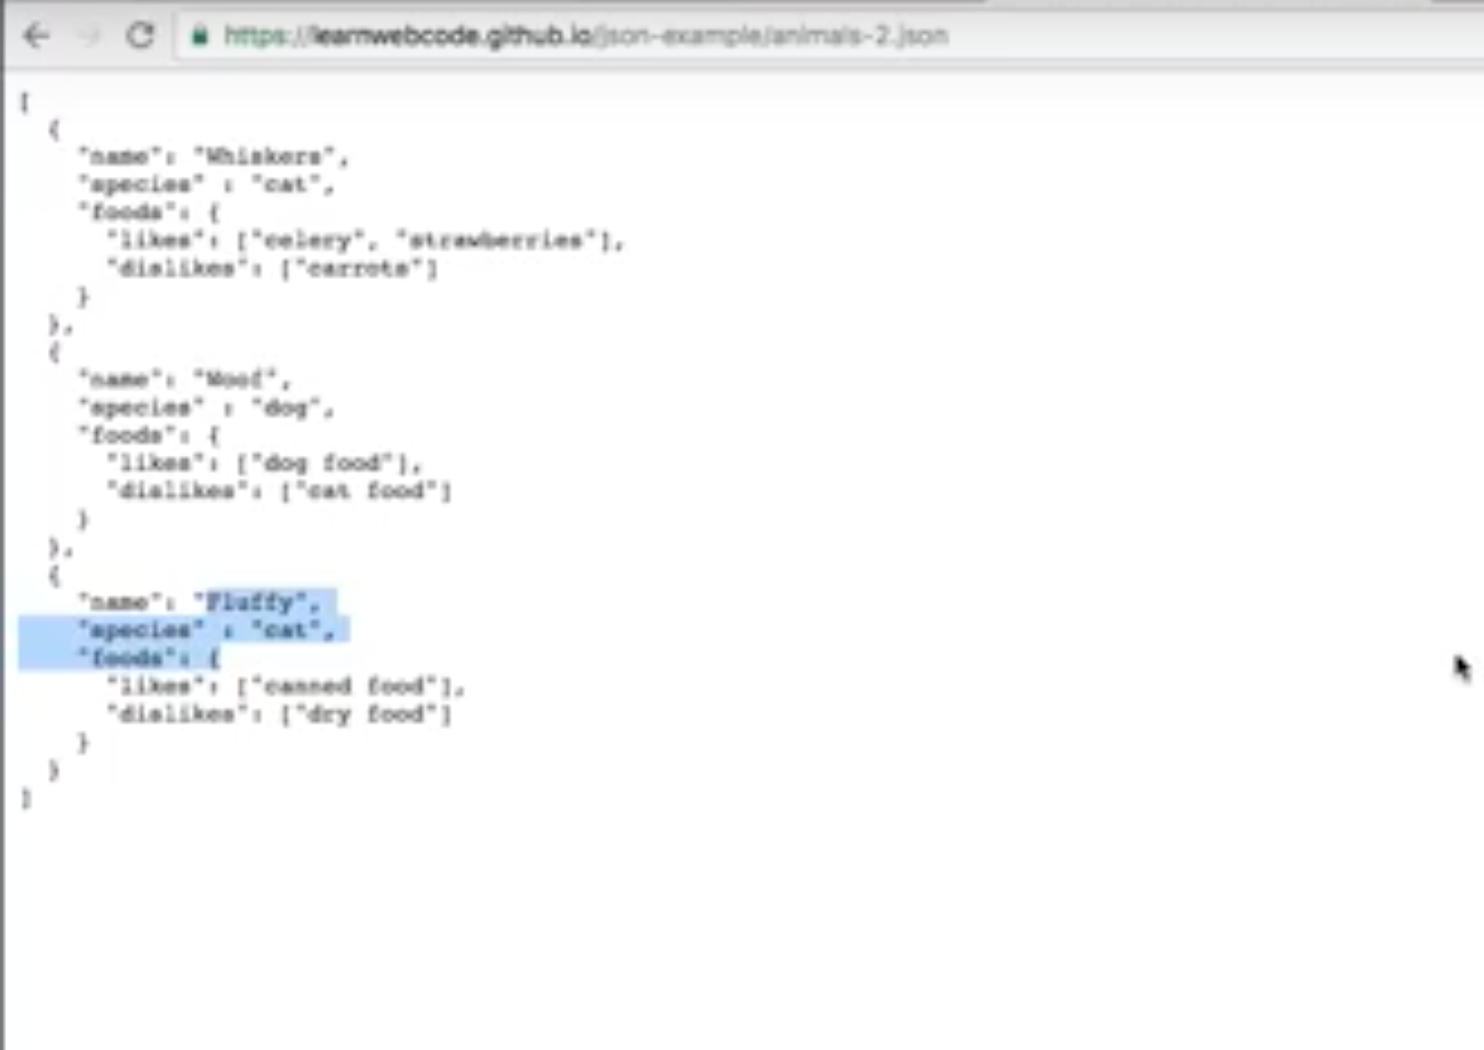 https://learnwebcode.github.io/json-example/animals-2.json
[
  {
    "name": "Whiskers",
    "species" : "cat",
    "foods": {
      "likes": ["celery", "strawberries"],
      "dislikes": ["carrots"]
    }
  },
  {
    "name": "Woof",
    "species" : "dog",
    "foods": {
      "likes": ["dog food"],
      "dislikes": ["cat food"]
    }
  },
  {
    "name": "Fluffy",
    "species" : "cat",
    "foods": {
      "likes": ["canned food"],
      "dislikes": ["dry food"]
    }
  }
]